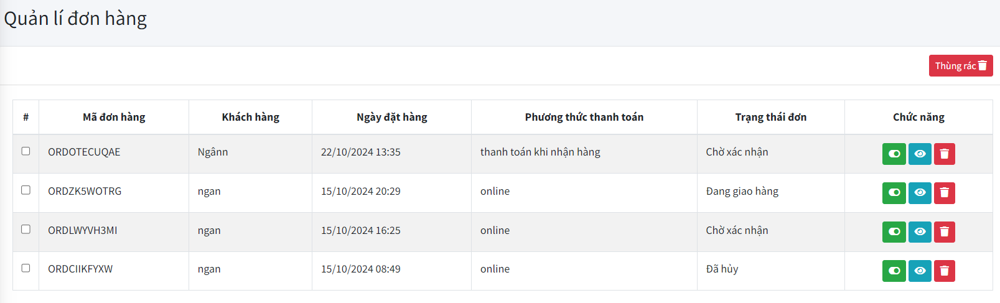 Quản lí đơn hàng
Thùng rác
# Mã đơn hàng Khách hàng Ngày đặt hàng Phương thức thanh toán Trạng thái đơn Chức năng
ORDOTECUQAE Ngânn 22/10/2024 13:35 thanh toán khi nhận hàng Chờ xác nhận
ORDZK5WOTRG ngan 15/10/2024 20:29 online Đang giao hàng
ORDLWYVH3MI ngan 15/10/2024 16:25 online Chờ xác nhận
ORDCIIKFYXW ngan 15/10/2024 08:49 online Đã hủy